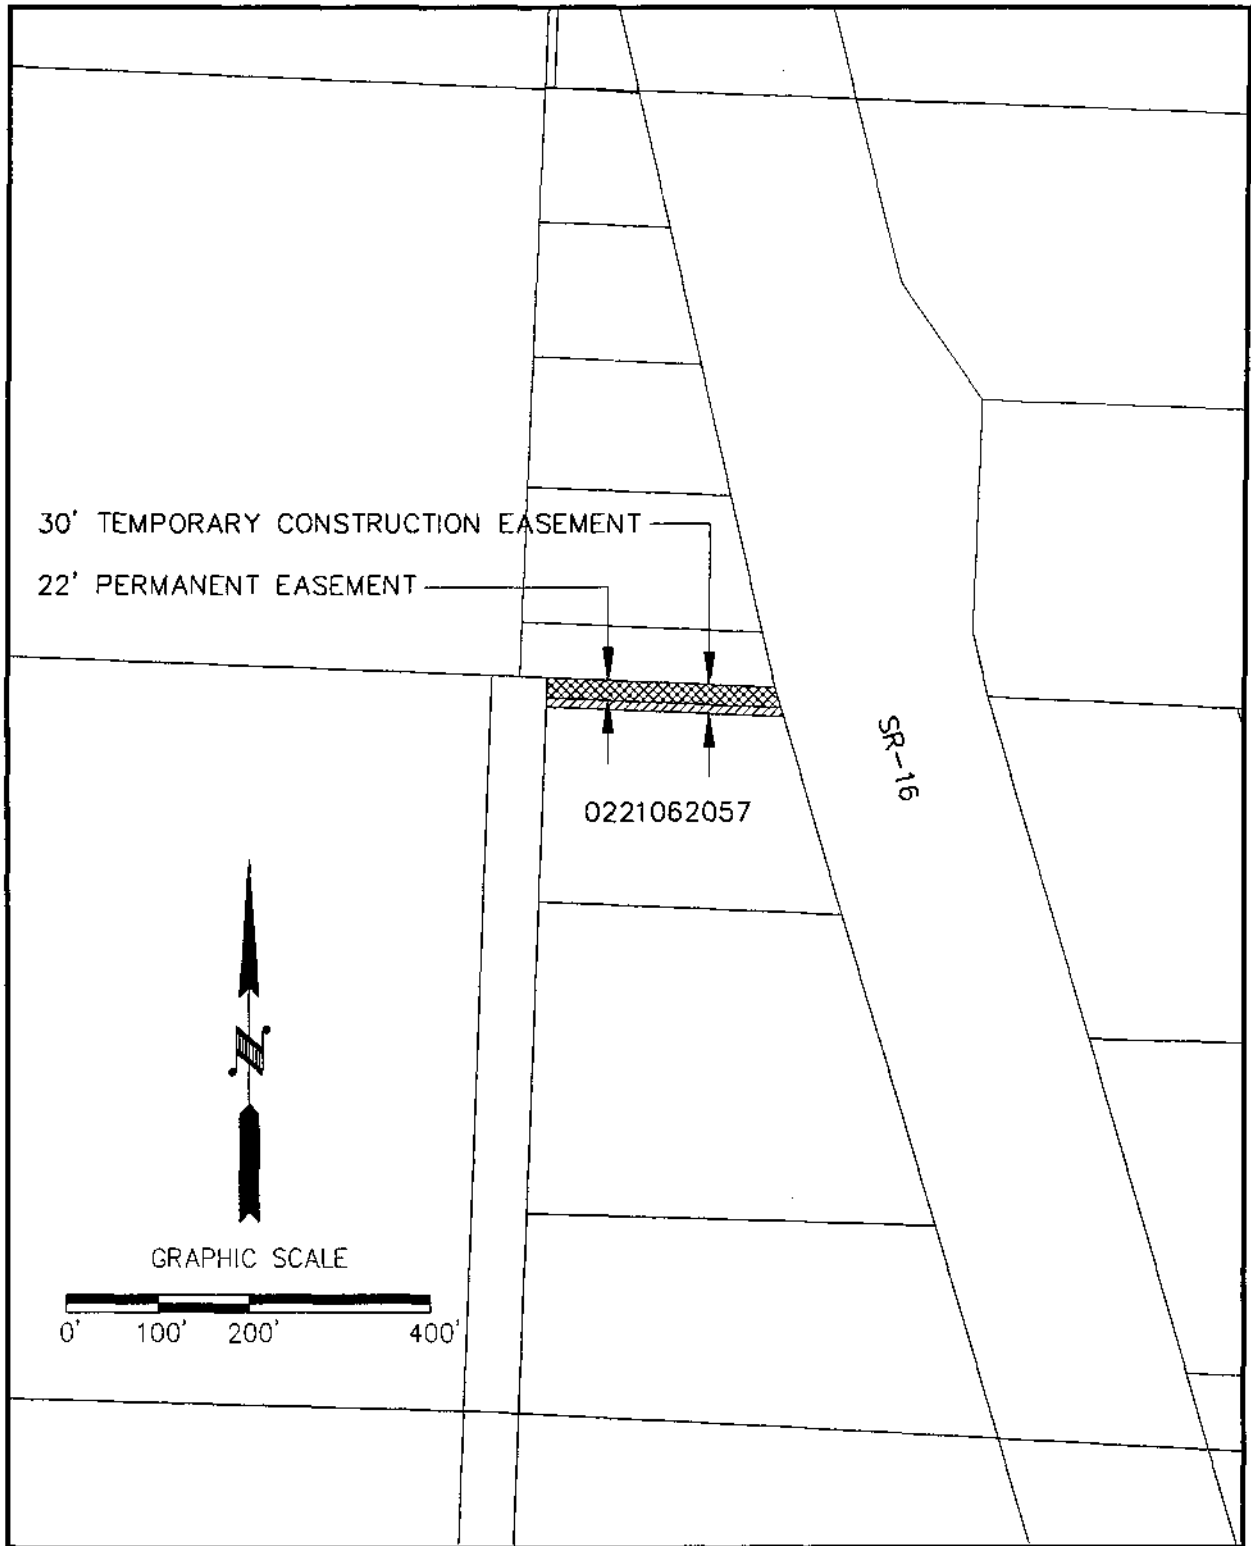 30' TEMPORARY CONSTRUCTION EASEMENT
22' PERMANENT EASEMENT
SR-16
0221062057
N
GRAPHIC SCALE
0' 100' 200' 400'